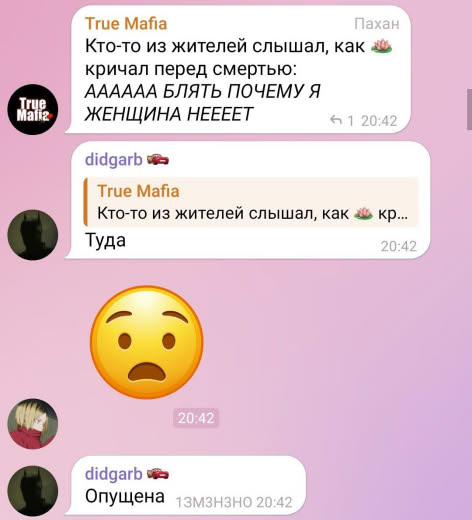 True Mafia Пахан
Кто-то из жителей слышал, как 🪷
кричал перед смертью:
АААААА БЛЯТЬ ПОЧЕМУ Я
ЖЕНЩИНА НЕЕЕЕТ
1 20:42
True Mafia
didgarb
True Mafia
Кто-то из жителей слышал, как 🪷 кр...
Туда 20:42
20:42
didgarb
Опущена 1ЗМЗНЗНО 20:42